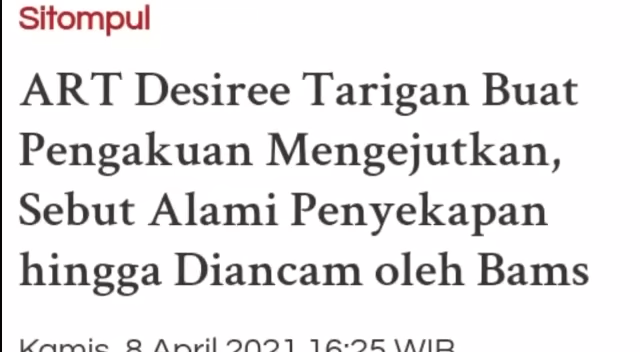 Sitompul
ART Desiree Tarigan Buat
Pengakuan Mengejutkan,
Sebut Alami Penyekapan
hingga Diancam oleh Bams
Kamis, 8 April 2021 16:25 WIB